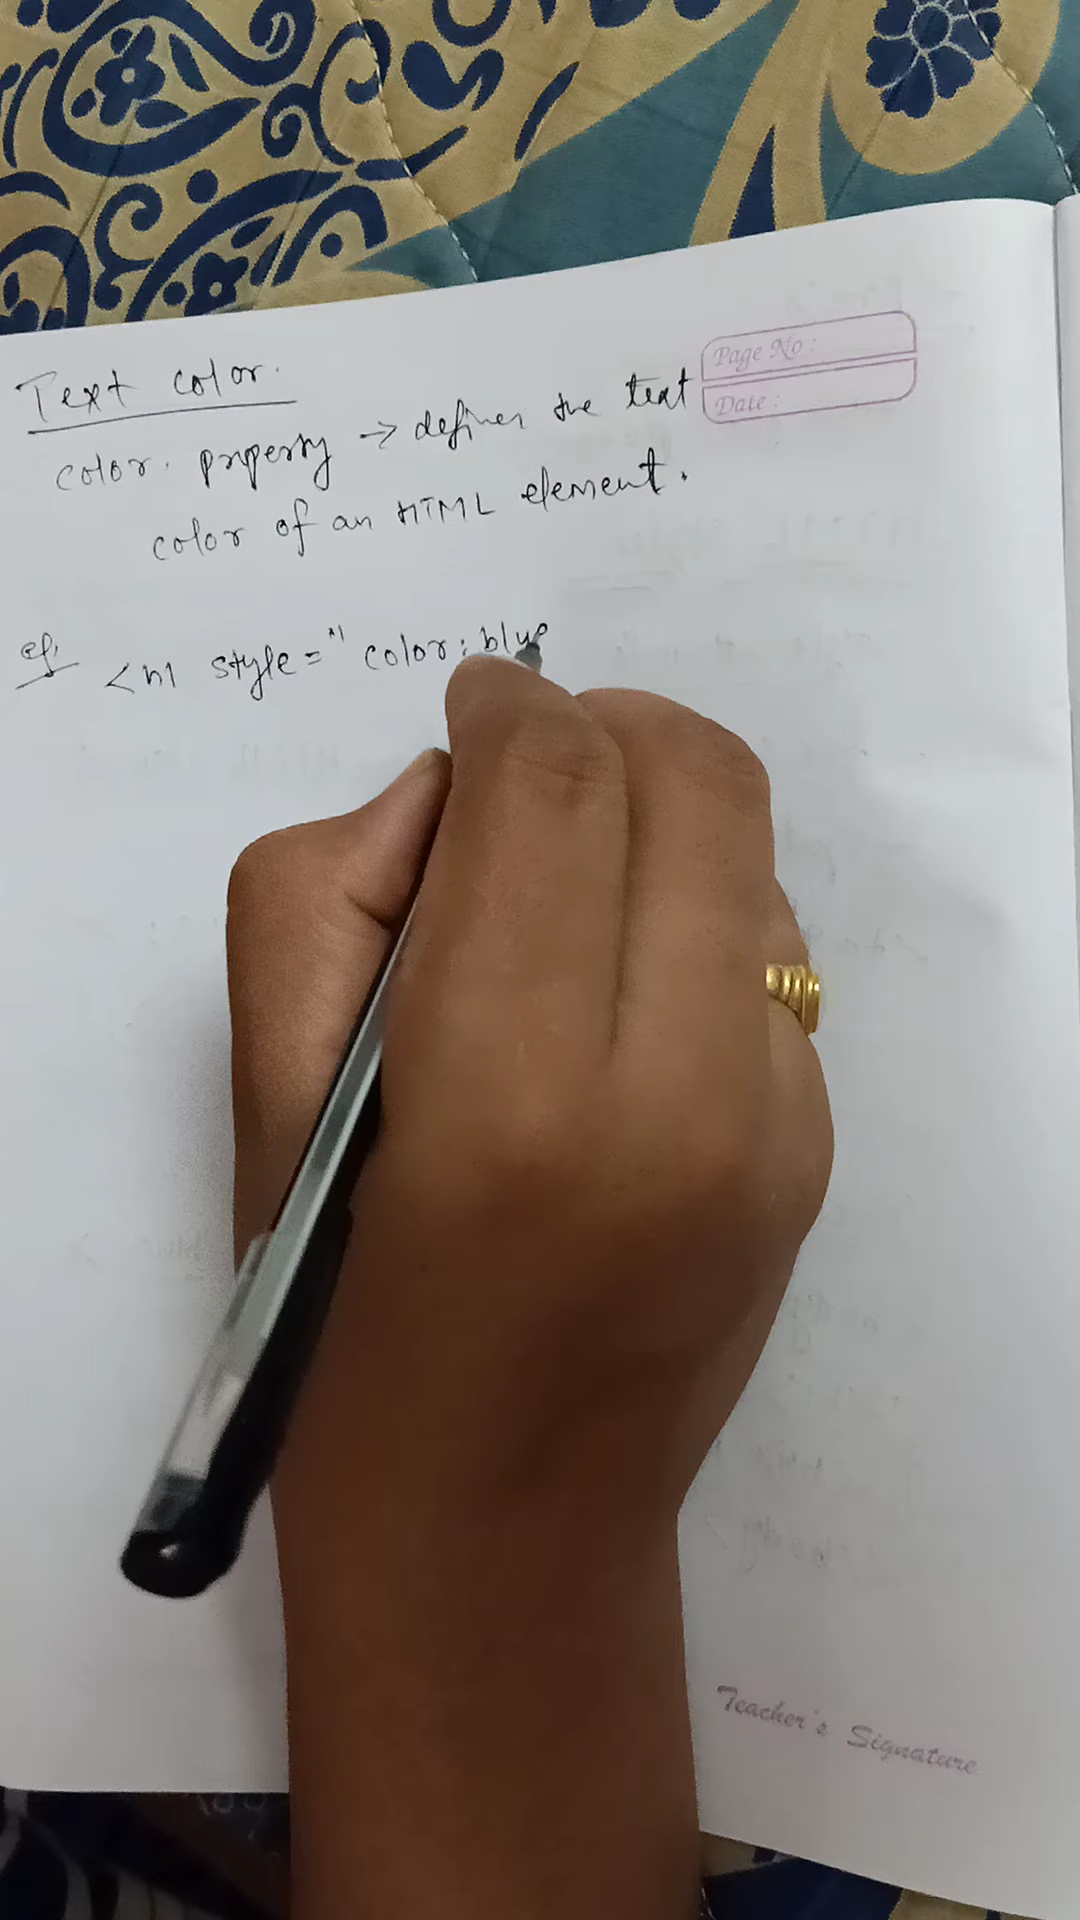 Text color.
Page No :
Date :
color property → defines the text
color of an HTML element.
eg,
<h1 style=" color: blue
Teacher's Signature